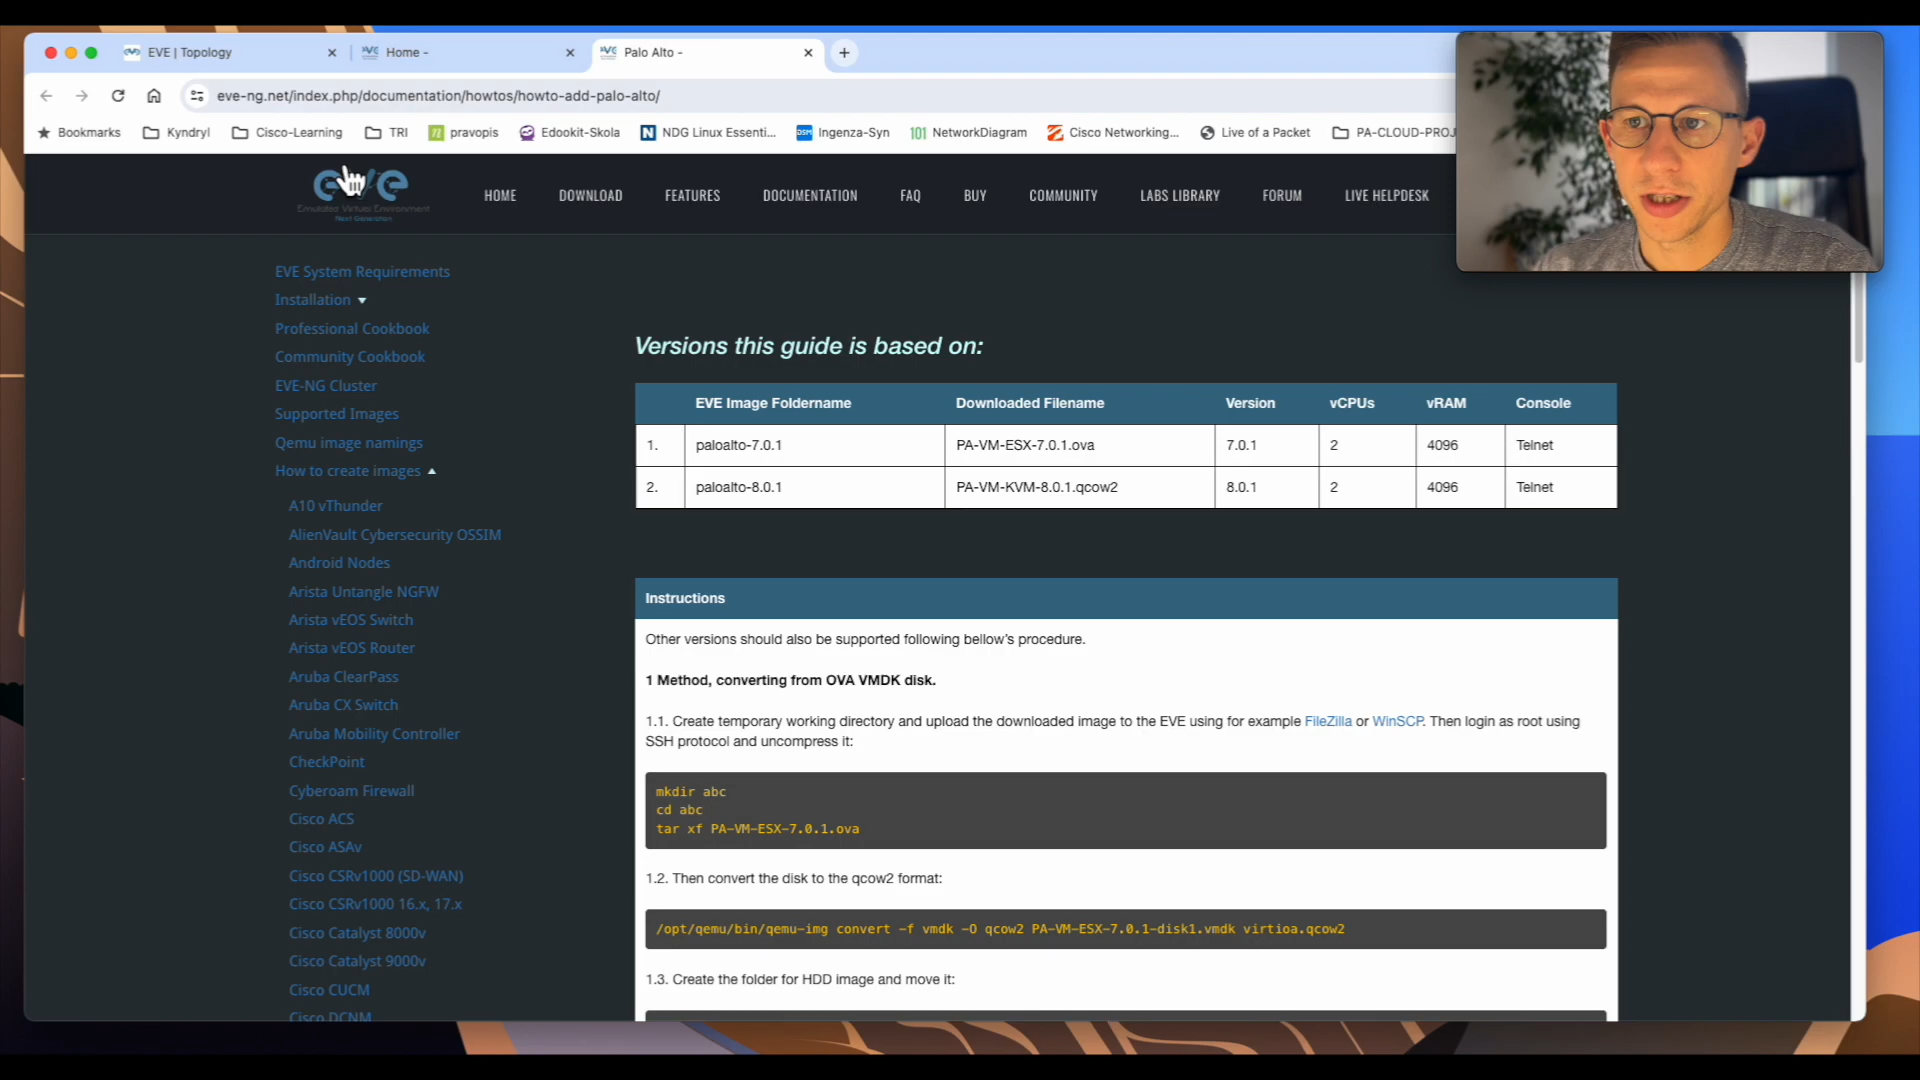 EVE | Topology
Home -
Palo Alto -
eve-ng.net/index.php/documentation/howtos/howto-add-palo-alto/
Bookmarks
Kyndryl
Cisco-Learning
TRI
pravopis
Edookit-Skola
NDG Linux Essenti...
Ingenza-Syn
NetworkDiagram
Cisco Networking...
Live of a Packet
PA-CLOUD-PROJ
Emulated Virtual Environment
Next Generation
HOME
DOWNLOAD
FEATURES
DOCUMENTATION
FAQ
BUY
COMMUNITY
LABS LIBRARY
FORUM
LIVE HELPDESK
EVE System Requirements
Installation
Professional Cookbook
Community Cookbook
EVE-NG Cluster
Supported Images
Qemu image namings
How to create images
A10 vThunder
AlienVault Cybersecurity OSSIM
Android Nodes
Arista Untangle NGFW
Arista vEOS Switch
Arista vEOS Router
Aruba ClearPass
Aruba CX Switch
Aruba Mobility Controller
CheckPoint
Cyberoam Firewall
Cisco ACS
Cisco ASAv
Cisco CSRv1000 (SD-WAN)
Cisco CSRv1000 16.x, 17.x
Cisco Catalyst 8000v
Cisco Catalyst 9000v
Cisco CUCM
Cisco DCNM
Versions this guide is based on:
EVE Image Foldername Downloaded Filename Version vCPUs vRAM Console
1. paloalto-7.0.1 PA-VM-ESX-7.0.1.ova 7.0.1 2 4096 Telnet
2. paloalto-8.0.1 PA-VM-KVM-8.0.1.qcow2 8.0.1 2 4096 Telnet
Instructions
Other versions should also be supported following bellow's procedure.
1 Method, converting from OVA VMDK disk.
1.1. Create temporary working directory and upload the downloaded image to the EVE using for example FileZilla or WinSCP. Then login as root using
SSH protocol and uncompress it:
mkdir abc
cd abc
tar xf PA-VM-ESX-7.0.1.ova
1.2. Then convert the disk to the qcow2 format:
/opt/qemu/bin/qemu-img convert -f vmdk -O qcow2 PA-VM-ESX-7.0.1-disk1.vmdk virtioa.qcow2
1.3. Create the folder for HDD image and move it: